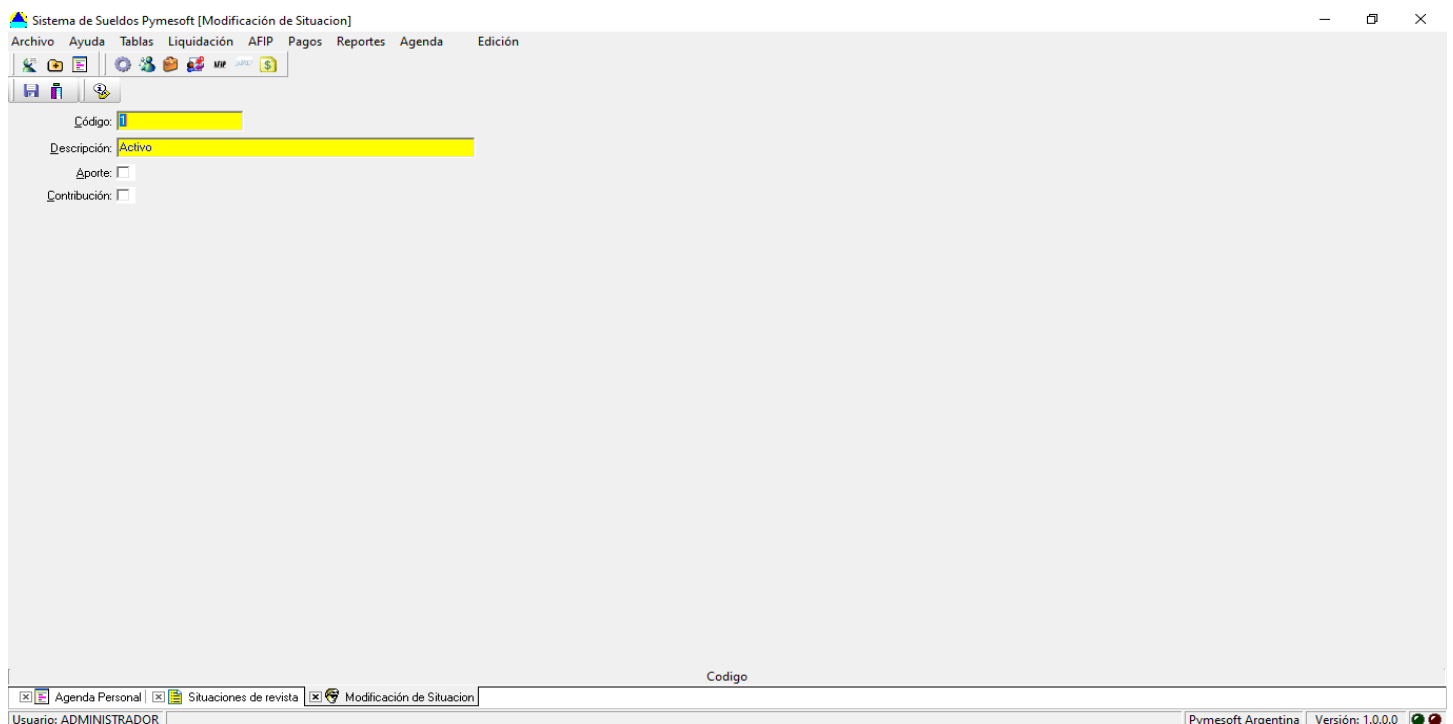 Sistema de Sueldos Pymesoft [Modificación de Situacion]
Archivo Ayuda Tablas Liquidación AFIP Pagos Reportes Agenda Edición
Código: 1
Descripción: Activo
Aporte:
Contribución:
Codigo
Agenda Personal Situaciones de revista Modificación de Situacion
Usuario: ADMINISTRADOR Pymesoft Argentina Versión: 1.0.0.0